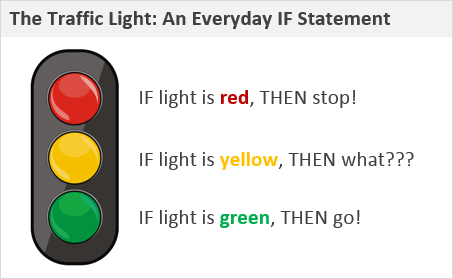 The Traffic Light: An Everyday IF Statement
IF light is red, THEN stop!
IF light is yellow, THEN what???
IF light is green, THEN go!